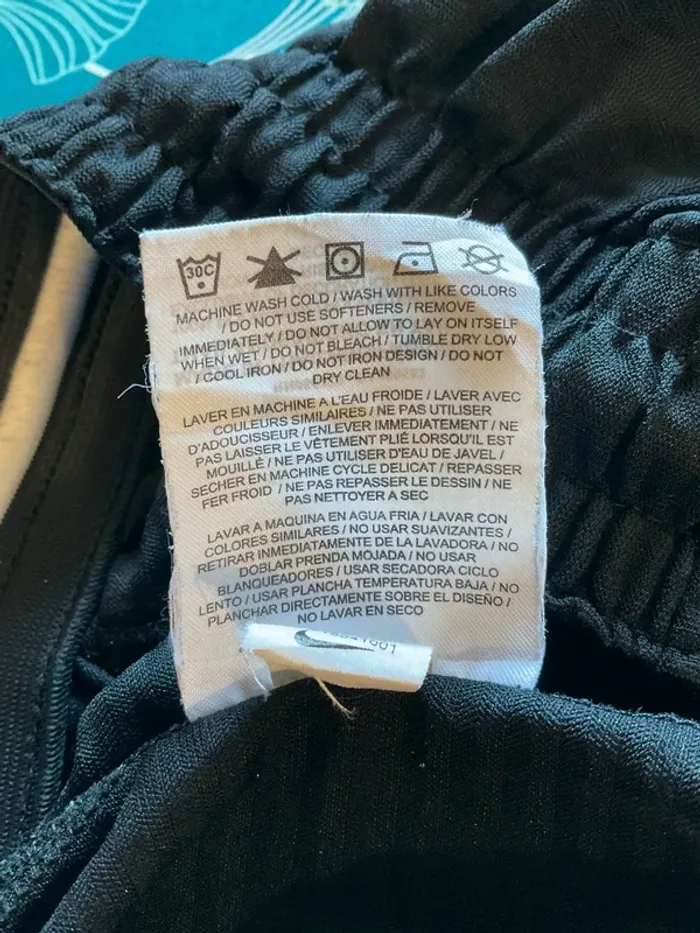 30C
MACHINE WASH COLD / WASH WITH LIKE COLORS
/ DO NOT USE SOFTENERS / REMOVE
IMMEDIATELY / DO NOT ALLOW TO LAY ON ITSELF
WHEN WET / DO NOT BLEACH / TUMBLE DRY LOW
/ COOL IRON / DO NOT IRON DESIGN / DO NOT
DRY CLEAN
LAVER EN MACHINE A L'EAU FROIDE / LAVER AVEC
COULEURS SIMILAIRES / NE PAS UTILISER
D'ADOUCISSEUR / ENLEVER IMMEDIATEMENT / NE
PAS LAISSER LE VÊTEMENT PLIÉ LORSQU'IL EST
MOUILLÉ / NE PAS UTILISER D'EAU DE JAVEL /
SECHER EN MACHINE CYCLE DELICAT / REPASSER
FER FROID / NE PAS REPASSER LE DESSIN / NE
PAS NETTOYER A SEC
LAVAR A MAQUINA EN AGUA FRIA / LAVAR CON
COLORES SIMILARES / NO USAR SUAVIZANTES /
RETIRAR INMEDIATAMENTE DE LA LAVADORA / NO
DOBLAR PRENDA MOJADA / NO USAR
BLANQUEADORES / USAR SECADORA CICLO
LENTO / USAR PLANCHA TEMPERATURA BAJA / NO
PLANCHAR DIRECTAMENTE SOBRE EL DISEÑO /
NO LAVAR EN SECO